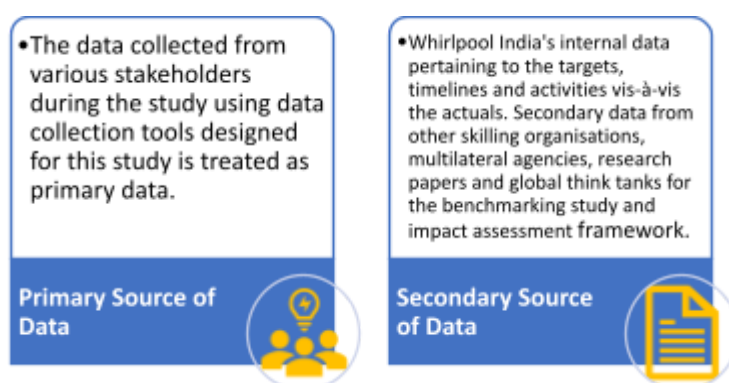 •The data collected from
various stakeholders
during the study using data
collection tools designed
for this study is treated as
primary data.
Primary Source of
Data
•Whirlpool India's internal data
pertaining to the targets,
timelines and activities vis-à-vis
the actuals. Secondary data from
other skilling organisations,
multilateral agencies, research
papers and global think tanks for
the benchmarking study and
impact assessment framework.
Secondary Source
of Data